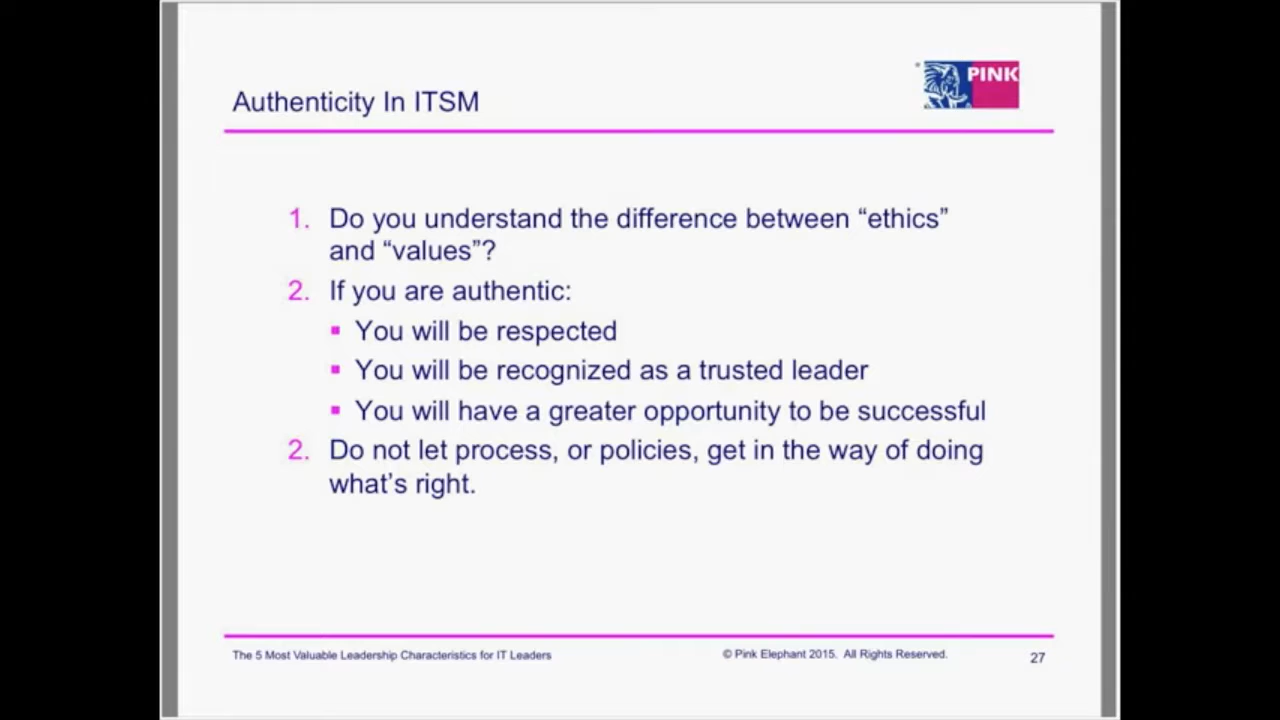 Authenticity In ITSM
PINK
1. Do you understand the difference between “ethics”
and “values”?
2. If you are authentic:
▪ You will be respected
▪ You will be recognized as a trusted leader
▪ You will have a greater opportunity to be successful
2. Do not let process, or policies, get in the way of doing
what’s right.
The 5 Most Valuable Leadership Characteristics for IT Leaders
© Pink Elephant 2015. All Rights Reserved.
27